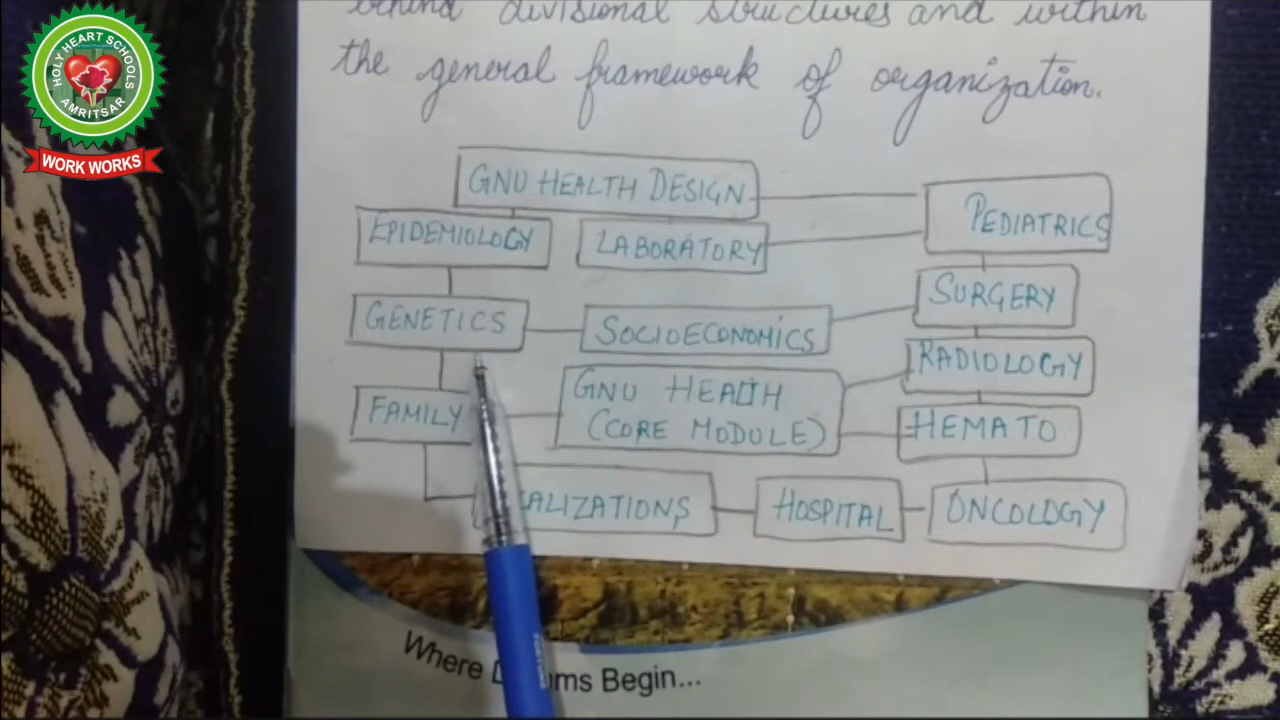 HOLY HEART SCHOOLS
AMRITSAR
WORK WORKS
behind divisional structures and within
the general framework of organization.
GNU HEALTH DESIGN
PEDIATRICS
EPIDEMIOLOGY
LABORATORY
SURGERY
GENETICS
SOCIOECONOMICS
RADIOLOGY
FAMILY
GNU HEALTH
(CORE MODULE)
HEMATO
ALIZATIONS
HOSPITAL
ONCOLOGY
Where D ms Begin...